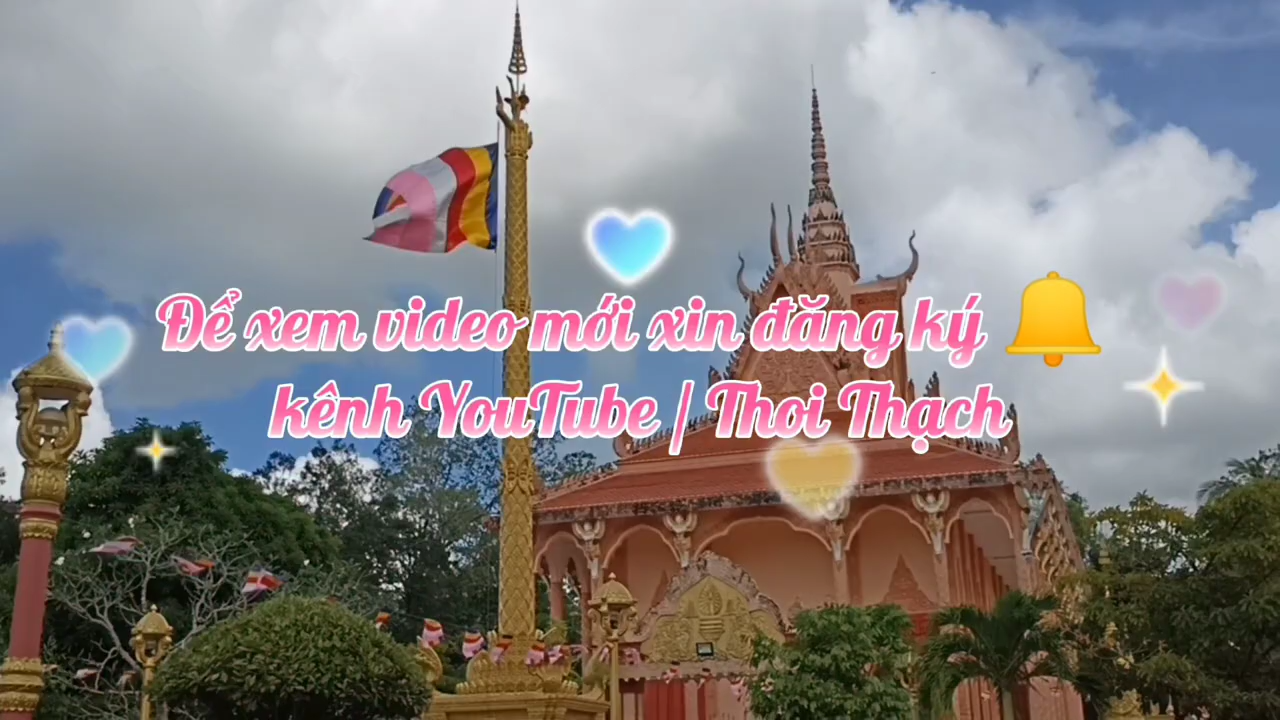 Để xem video mới xin đăng ký 🔔
kênh YouTube / Thoi Thạch